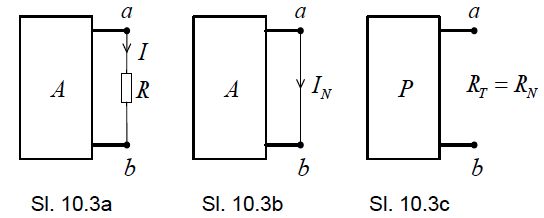 a a a
I
A R A I_N P R_T = R_N
b b b
Sl. 10.3a Sl. 10.3b Sl. 10.3c